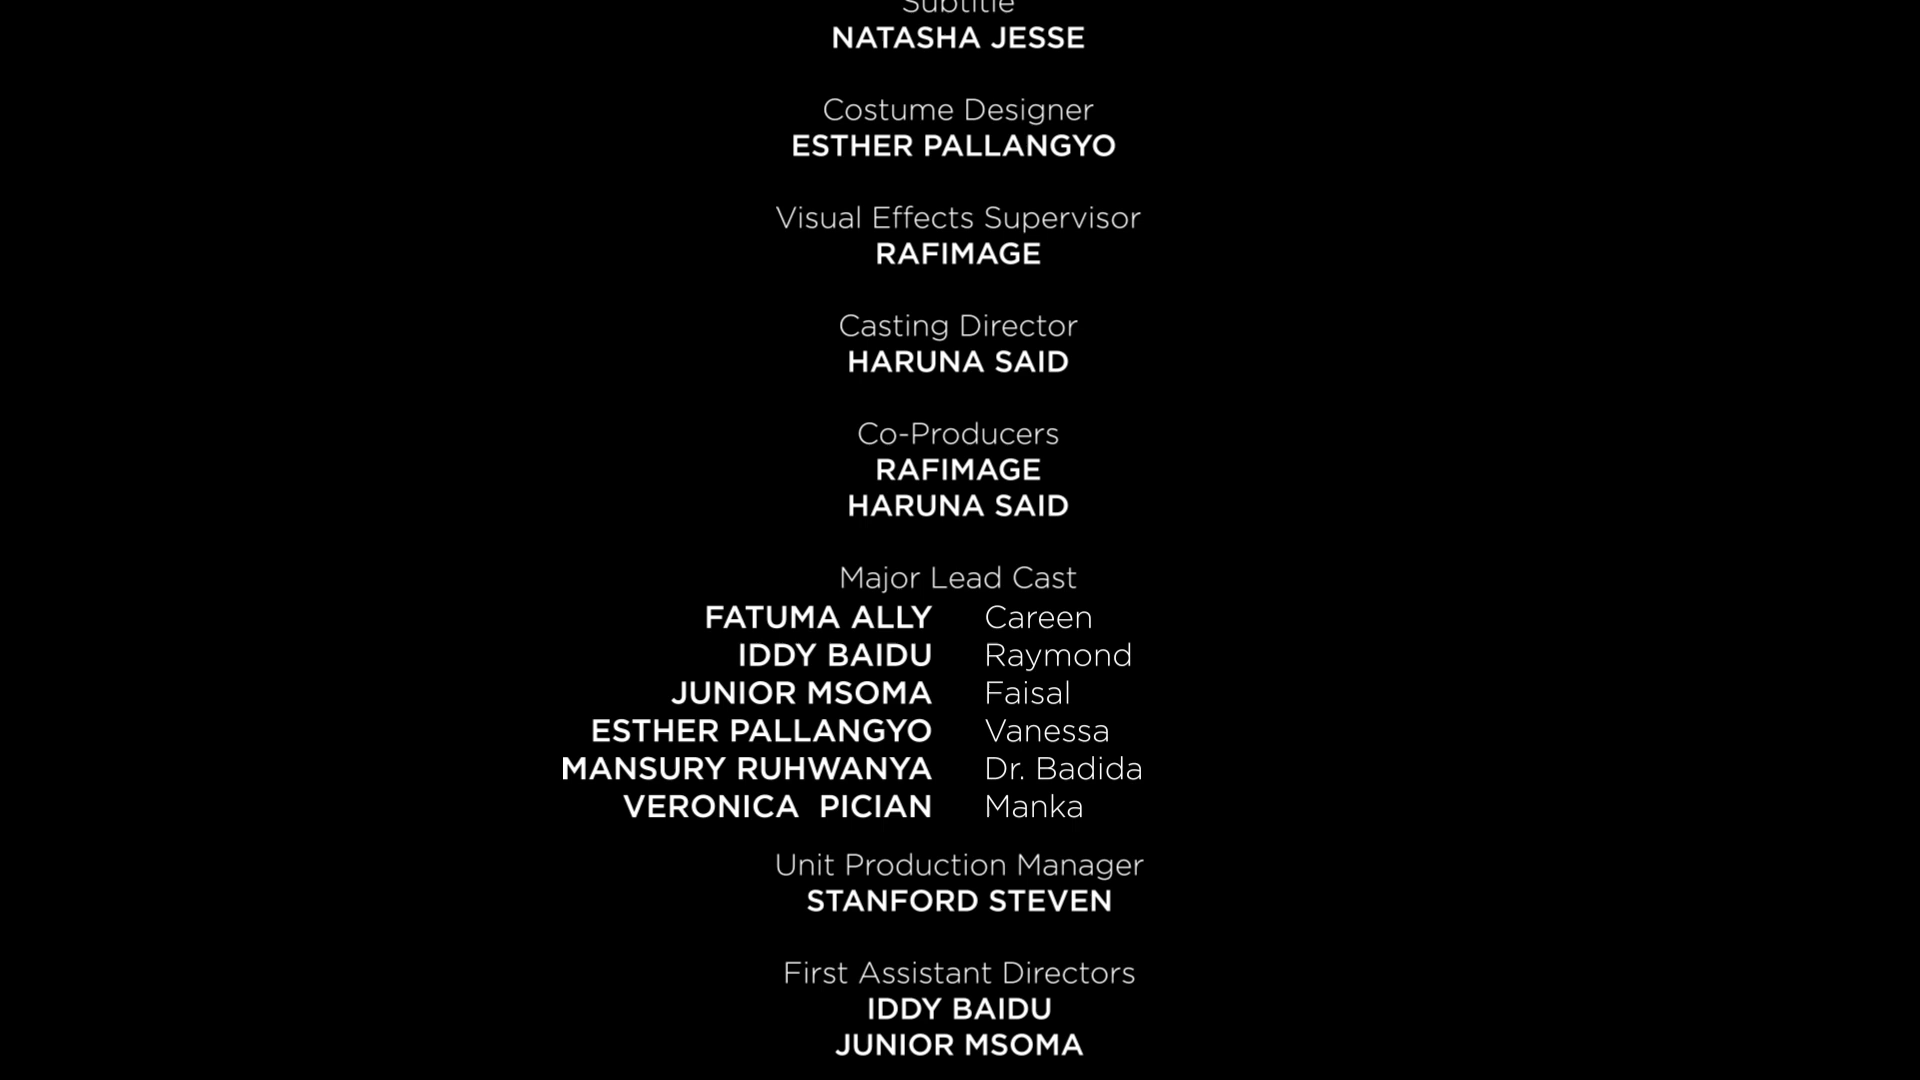 Subtitle
NATASHA JESSE
Costume Designer
ESTHER PALLANGYO
Visual Effects Supervisor
RAFIMAGE
Casting Director
HARUNA SAID
Co-Producers
RAFIMAGE
HARUNA SAID
Major Lead Cast
FATUMA ALLY Careen
IDDY BAIDU Raymond
JUNIOR MSOMA Faisal
ESTHER PALLANGYO Vanessa
MANSURY RUHWANYA Dr. Badida
VERONICA PICIAN Manka
Unit Production Manager
STANFORD STEVEN
First Assistant Directors
IDDY BAIDU
JUNIOR MSOMA